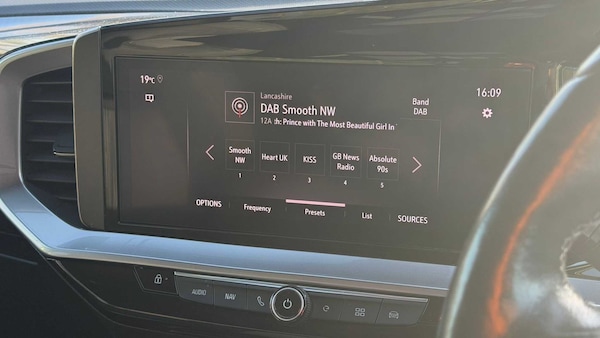 19°C
16:09
Lancashire
DAB Smooth NW
12A :h: Prince with The Most Beautiful Girl In
Band
DAB
Smooth NW
Heart UK
KISS
GB News Radio
Absolute 90s
1 2 3 4 5
OPTIONS Frequency Presets List SOURCES
AUDIO NAV